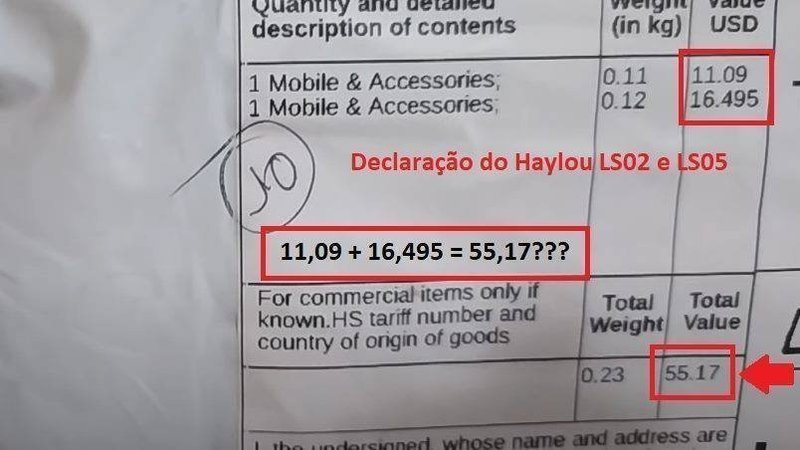 Quantity and detailed
description of contents
Weight
(in kg)
Value
USD
1 Mobile & Accessories; 0.11 11.09
1 Mobile & Accessories; 0.12 16.495
Declaração do Haylou LS02 e LS05
11,09 + 16,495 = 55,17???
For commercial items only if
known.HS tariff number and
country of origin of goods
Total
Weight
Total
Value
0.23 55.17
I, the undersigned, whose name and address are